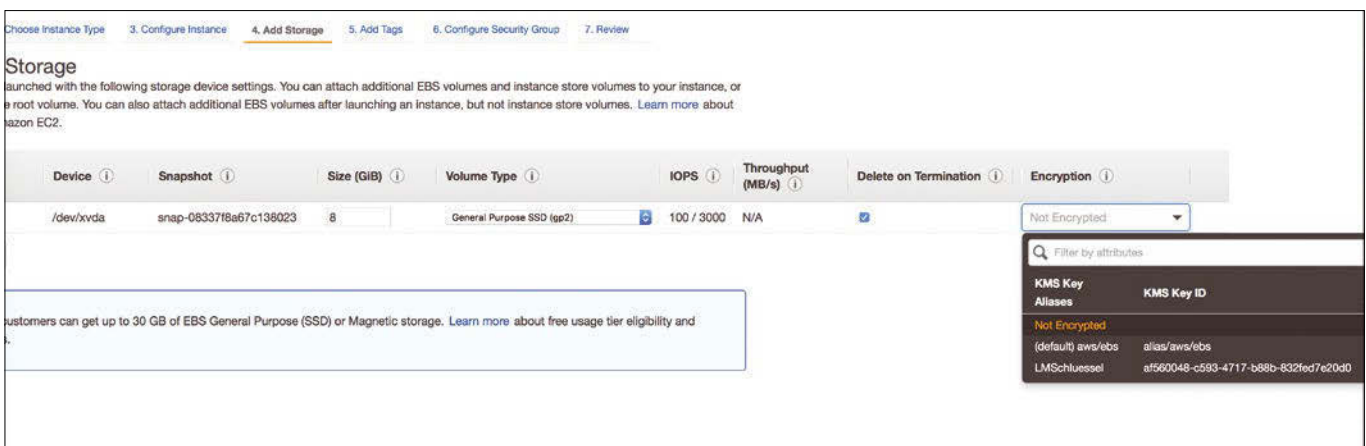 Choose Instance Type 3. Configure Instance 4. Add Storage 5. Add Tags 6. Configure Security Group 7. Review
Storage
launched with the following storage device settings. You can attach additional EBS volumes and instance store volumes to your instance, or
root volume. You can also attach additional EBS volumes after launching an instance, but not instance store volumes. Learn more about
EC2.
Device Snapshot Size (GiB) Volume Type IOPS Throughput (MB/s) Delete on Termination Encryption
/dev/xvda snap-08337f8a67c138023 8 General Purpose SSD (gp2) 100 / 3000 N/A Not Encrypted
Filter by attributes
KMS Key Aliases KMS Key ID
Not Encrypted
(default) aws/ebs alias/aws/ebs
LMSchluessel af560048-c593-4717-b88b-832fed7e20d0
customers can get up to 30 GB of EBS General Purpose (SSD) or Magnetic storage. Learn more about free usage tier eligibility and